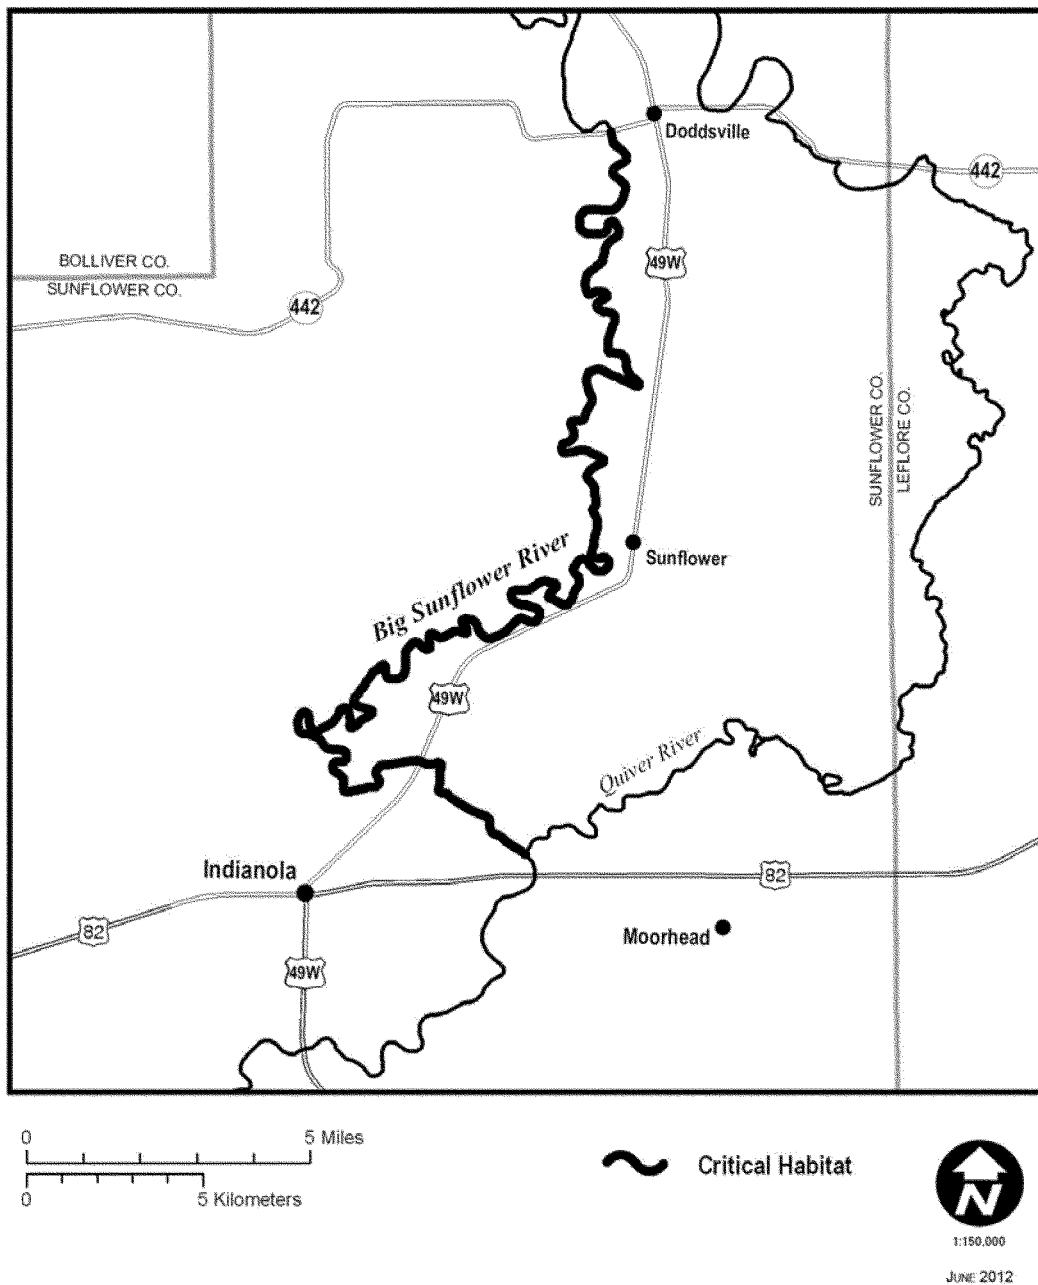 Doddsville
442
BOLLIVER CO.
SUNFLOWER CO.
49W
442
SUNFLOWER CO.
LEFLORE CO.
Big Sunflower River
Sunflower
49W
Quiver River
Indianola
82
82
Moorhead
49W
0
5 Miles
0
5 Kilometers
Critical Habitat
N
1:150,000
JUNE 2012